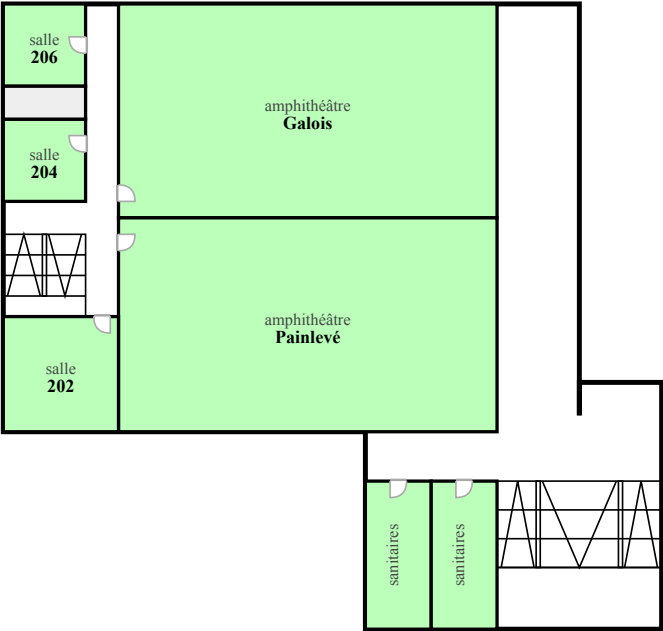 salle
206
amphithéâtre
Galois
salle
204
amphithéâtre
Painlevé
salle
202
sanitaires
sanitaires